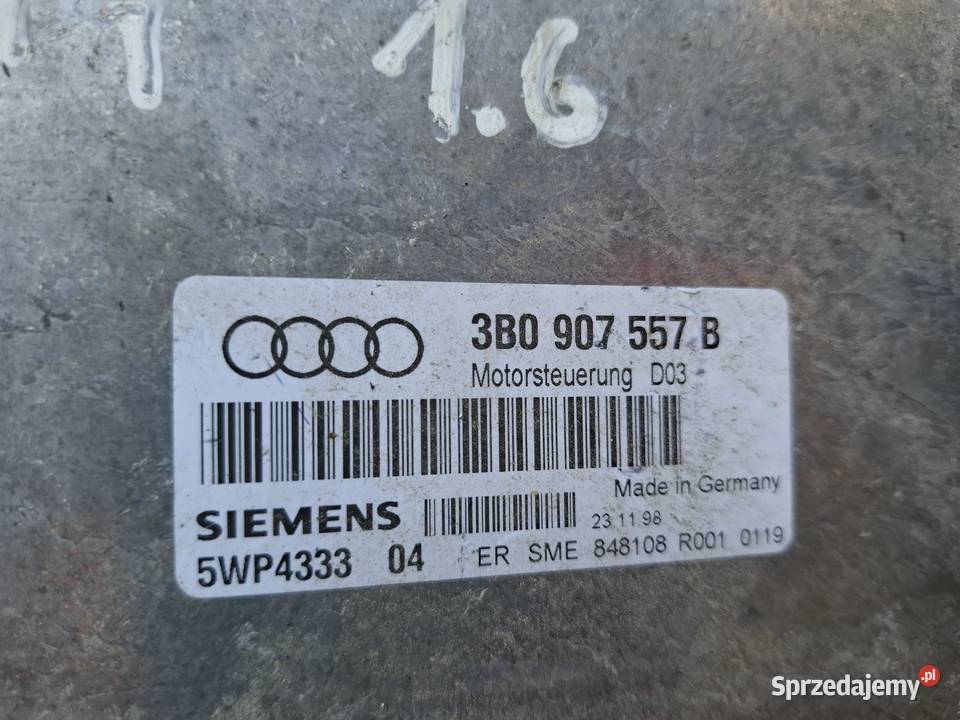 1.6
3B0 907 557 B
Motorsteuerung D03
Made in Germany
SIEMENS
23.11.98
5WP4333 04
ER SME 848108 R001 0119
Sprzedajemy.pl